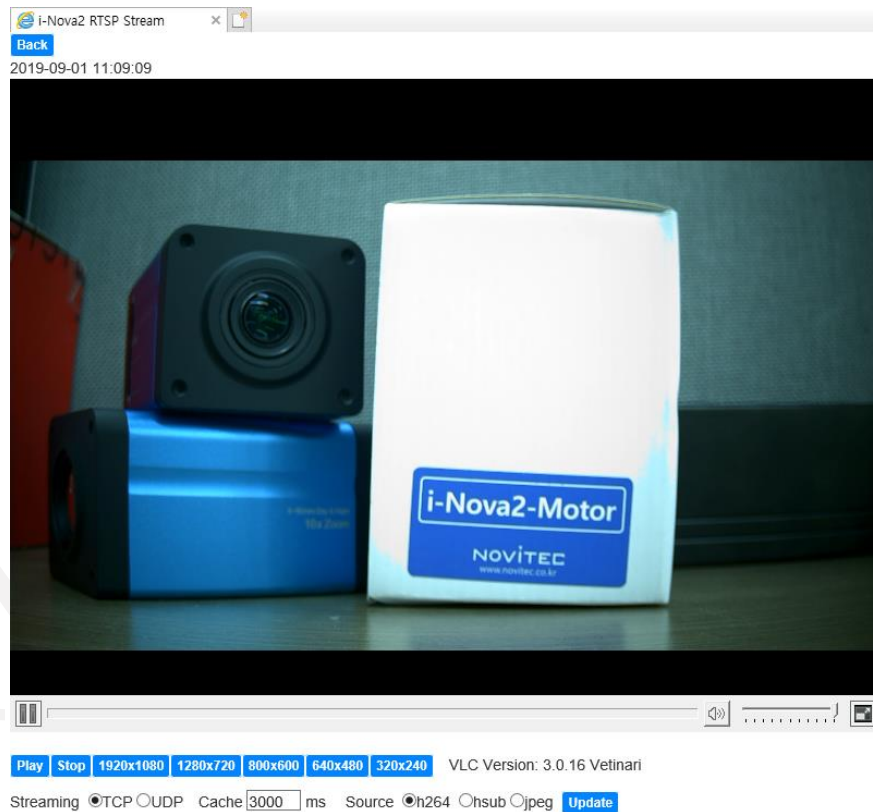 i-Nova2 RTSP Stream
Back
2019-09-01 11:09:09
10x Zoom
i-Nova2-Motor
NOVITEC
www.novitec.co.kr
Play Stop 1920x1080 1280x720 800x600 640x480 320x240 VLC Version: 3.0.16 Vetinari
Streaming TCP UDP Cache 3000 ms Source h264 hsub jpeg Update